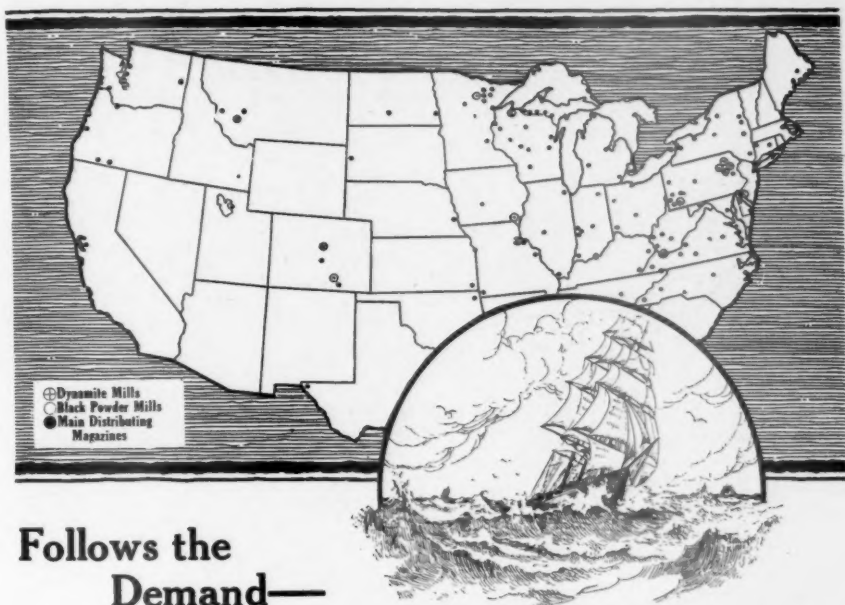 Dynamite Mills
Black Powder Mills
Main Distributing
Magazines
Follows the
Demand—